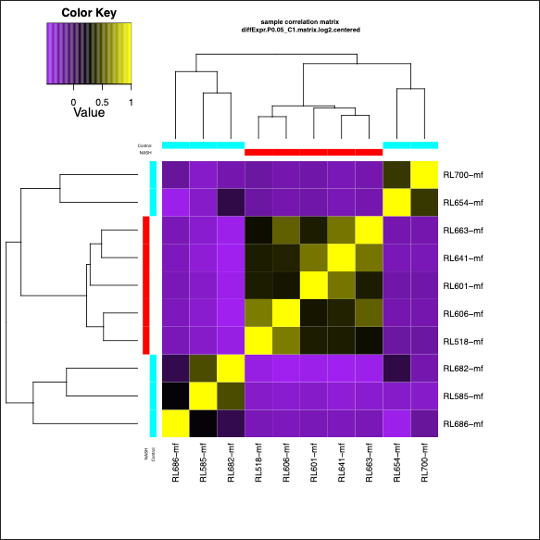 Color Key
0 0.5 1
Value
sample correlation matrix
diffExpr.P0.05_C1.matrix.log2.centered
Control
NASH
RL700-mf
RL654-mf
RL663-mf
RL641-mf
RL601-mf
RL606-mf
RL518-mf
RL682-mf
RL585-mf
RL686-mf
NASH
Control
RL686-mf
RL585-mf
RL682-mf
RL518-mf
RL606-mf
RL601-mf
RL641-mf
RL663-mf
RL654-mf
RL700-mf